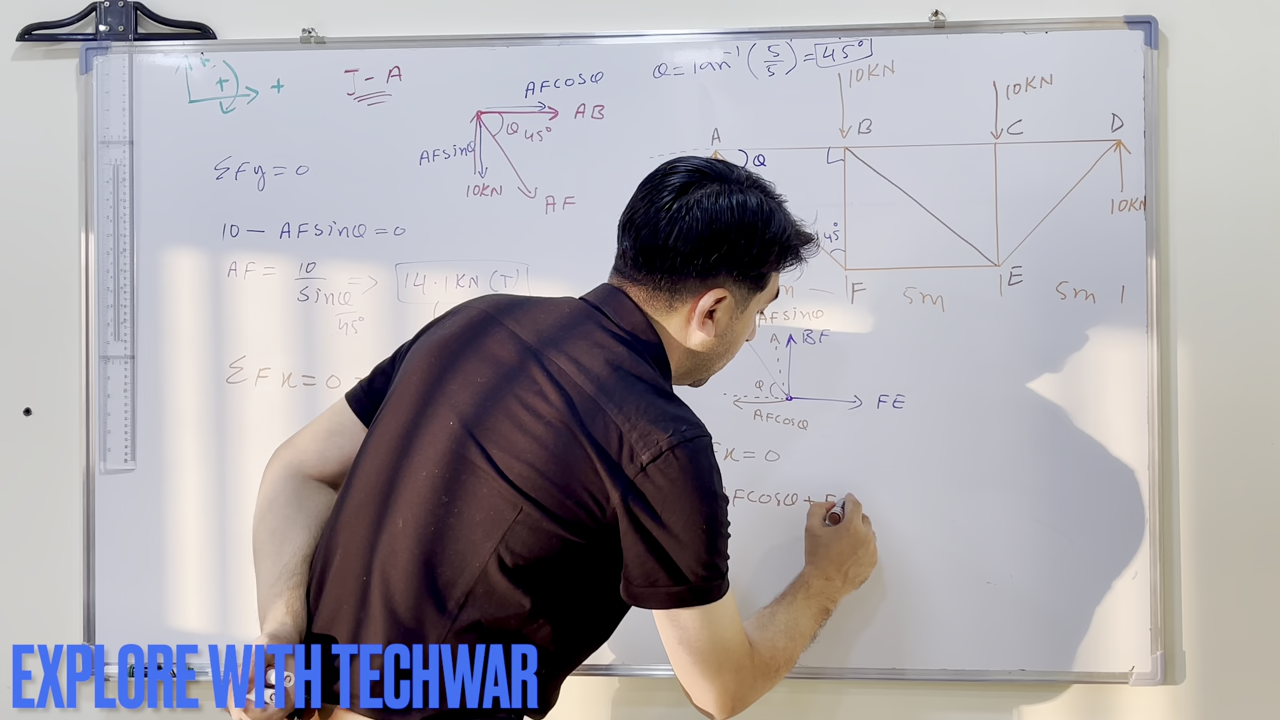 +
+
J-A
ΣFy=0
10 - AFsinθ=0
AF= 10/Sinθ => 14.1KN (T)
45°
ΣFx=0
AFCOSθ
AB
θ 45°
AFsinθ
10KN
AF
θ=tan⁻¹(5/5)=45°
10KN
10KN
A
B
C
D
θ
10KN
45°
F
5m
E
5m
AFsinθ
BF
θ
FE
AFCOSθ
Fx=0
AFCOSθ+F
EXPLORE WITH TECHWAR